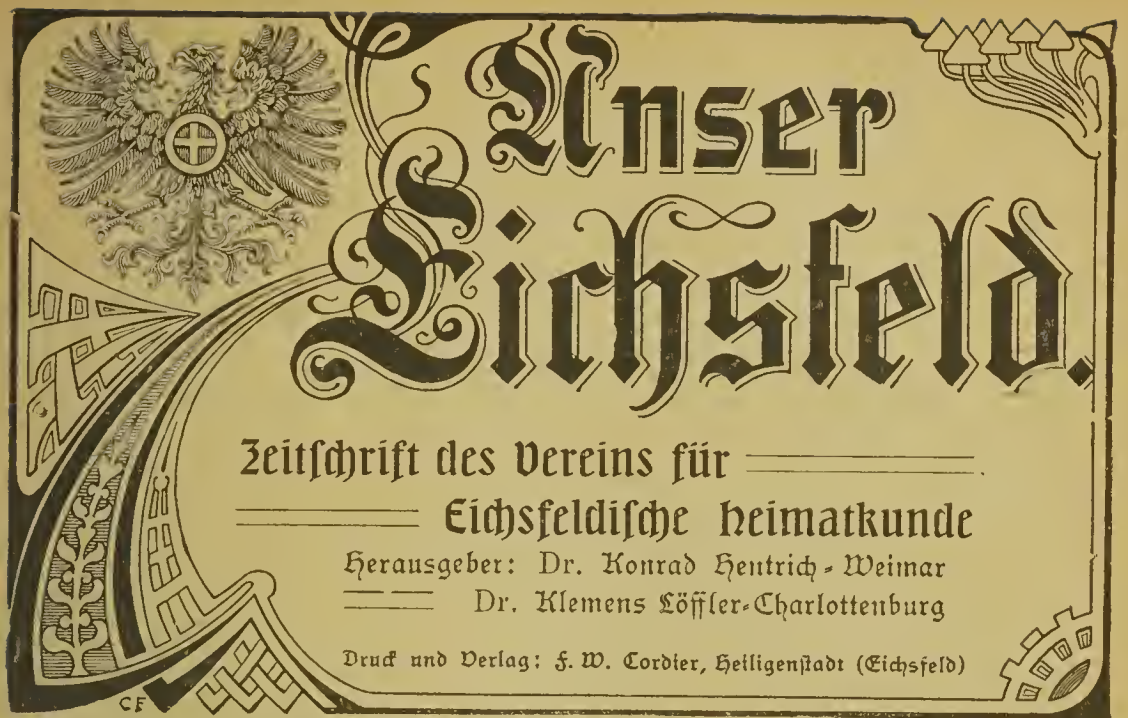 Unser
Eichsfeld.
Zeitschrift des Vereins für
Eichsfeldische Heimatkunde
Herausgeber: Dr. Konrad Hentrich-Weimar
Dr. Klemens Löffler-Charlottenburg
Druck und Verlag: F. W. Cordier, Heiligenstadt (Eichsfeld)
CF